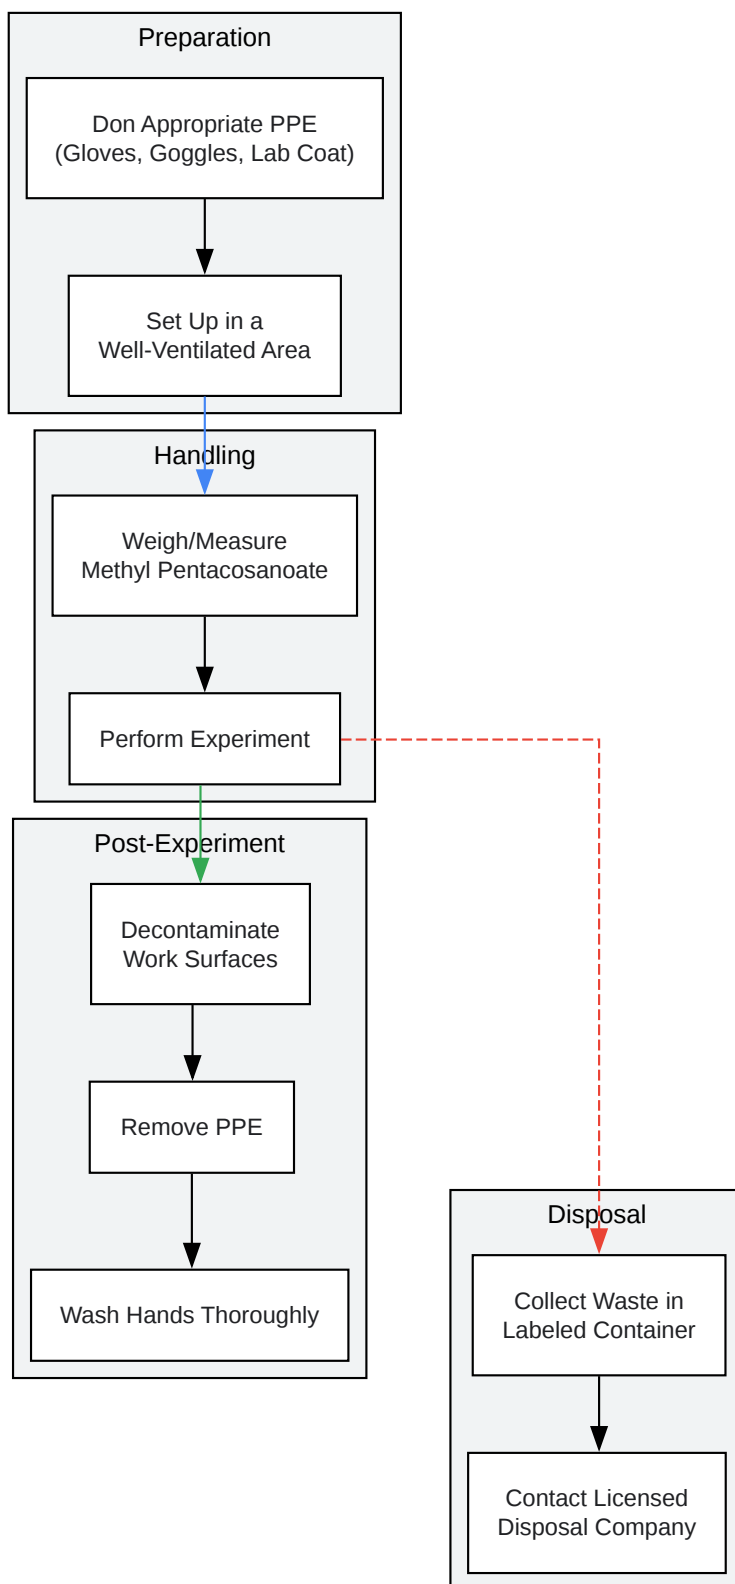 Preparation
Don Appropriate PPE
(Gloves, Goggles, Lab Coat)
Set Up in a
Well-Ventilated Area
Handling
Weigh/Measure
Methyl Pentacosanoate
Perform Experiment
Post-Experiment
Decontaminate
Work Surfaces
Remove PPE
Wash Hands Thoroughly
Disposal
Collect Waste in
Labeled Container
Contact Licensed
Disposal Company